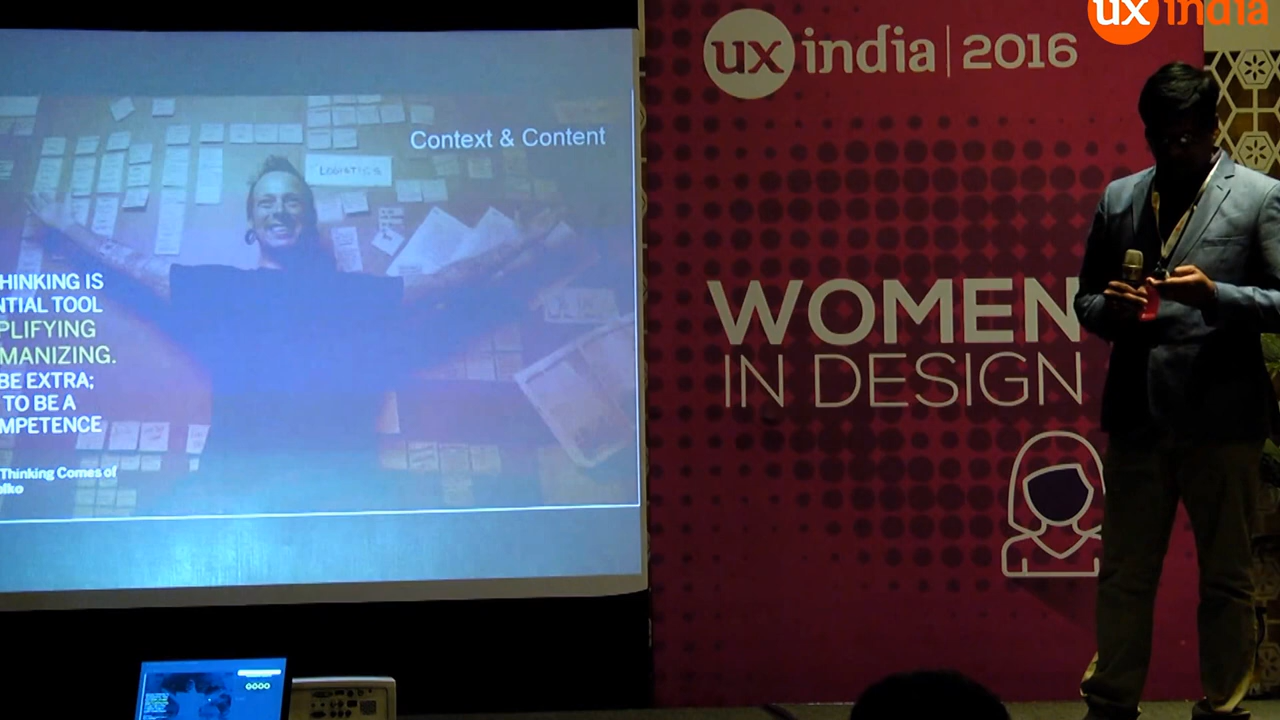 Context & Content
LOGISTICS
HINKING IS
NTIAL TOOL
PLIFYING
MANIZING.
BE EXTRA;
TO BE A
MPETENCE
Thinking Comes of
olko
ux india | 2016
WOMEN
IN DESIGN
ux india